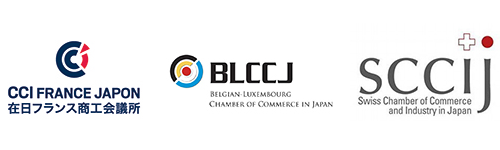 CCI FRANCE JAPON
在日フランス商工会議所
BLCCJ
BELGIAN-LUXEMBOURG
CHAMBER OF COMMERCE IN JAPAN
SCCIJ
Swiss Chamber of Commerce
and Industry in Japan